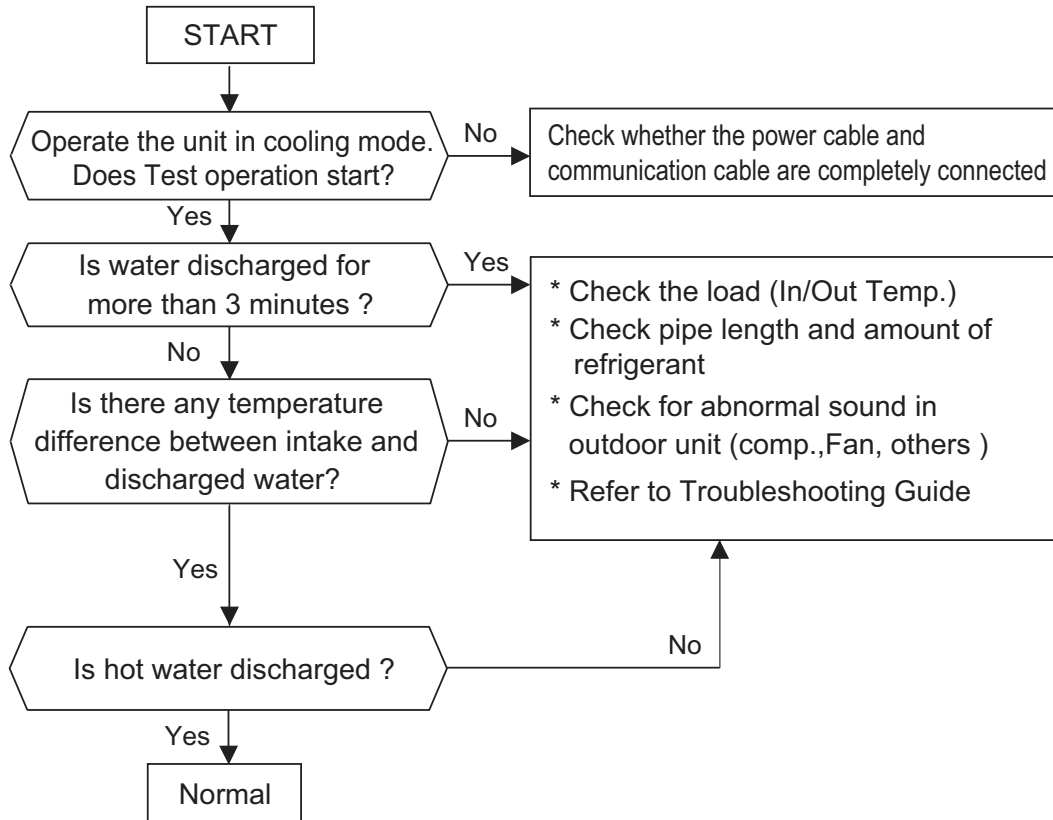 START
Operate the unit in cooling mode.
Does Test operation start?
No
Check whether the power cable and
communication cable are completely connected
Yes
Is water discharged for
more than 3 minutes ?
Yes
* Check the load (In/Out Temp.)
* Check pipe length and amount of
refrigerant
* Check for abnormal sound in
outdoor unit (comp.,Fan, others )
* Refer to Troubleshooting Guide
No
Is there any temperature
difference between intake and
discharged water?
No
Yes
Is hot water discharged ?
No
Yes
Normal